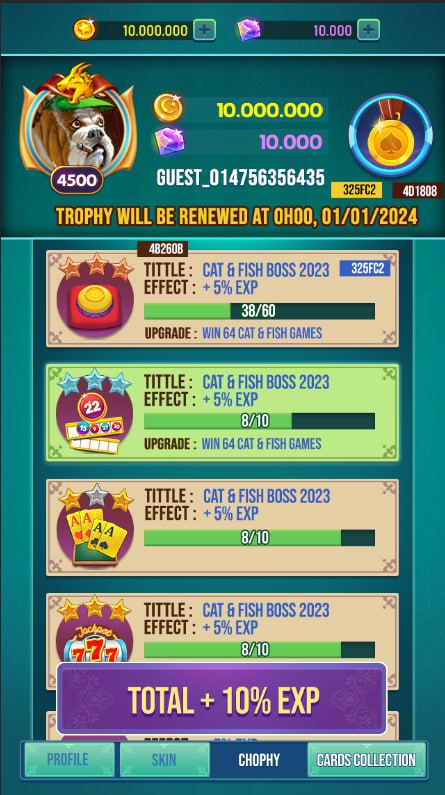 10.000.000 +
10.000 +
10.000.000
10.000
4500
GUEST_014756356435
325FC2
4D1808
TROPHY WILL BE RENEWED AT OHOO, 01/01/2024
4B260B
TITTLE : CAT & FISH BOSS 2023
325FC2
EFFECT : + 5% EXP
38/60
UPGRADE : WIN 64 CAT & FISH GAMES
22
TITTLE : CAT & FISH BOSS 2023
EFFECT : + 5% EXP
8/10
UPGRADE : WIN 64 CAT & FISH GAMES
A A A A
TITTLE : CAT & FISH BOSS 2023
EFFECT : + 5% EXP
8/10
TITTLE : CAT & FISH BOSS 2023
EFFECT : + 5% EXP
Jackpot
777
8/10
TOTAL + 10% EXP
PROFILE
SKIN
CHOPHY
CARDS COLLECTION